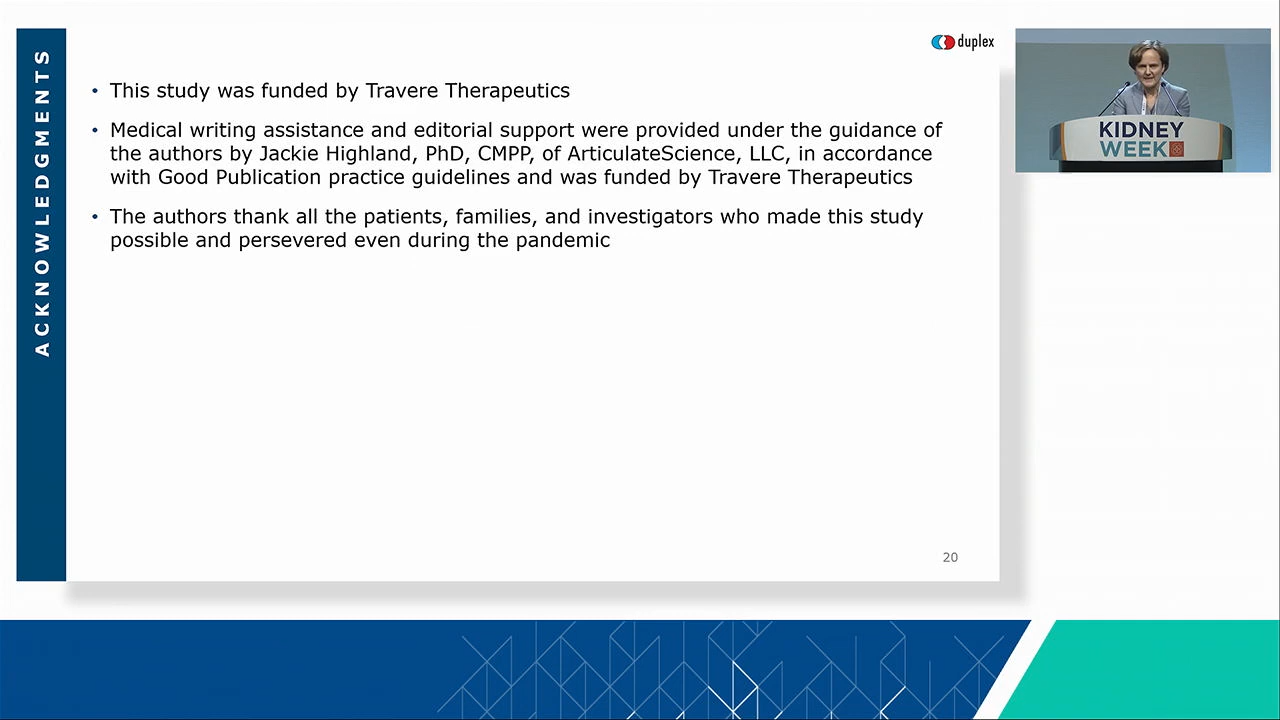 ACKNOWLEDGMENTS
duplex
• This study was funded by Travere Therapeutics
• Medical writing assistance and editorial support were provided under the guidance of
the authors by Jackie Highland, PhD, CMPP, of ArticulateScience, LLC, in accordance
with Good Publication practice guidelines and was funded by Travere Therapeutics
• The authors thank all the patients, families, and investigators who made this study
possible and persevered even during the pandemic
20
KIDNEY
WEEK